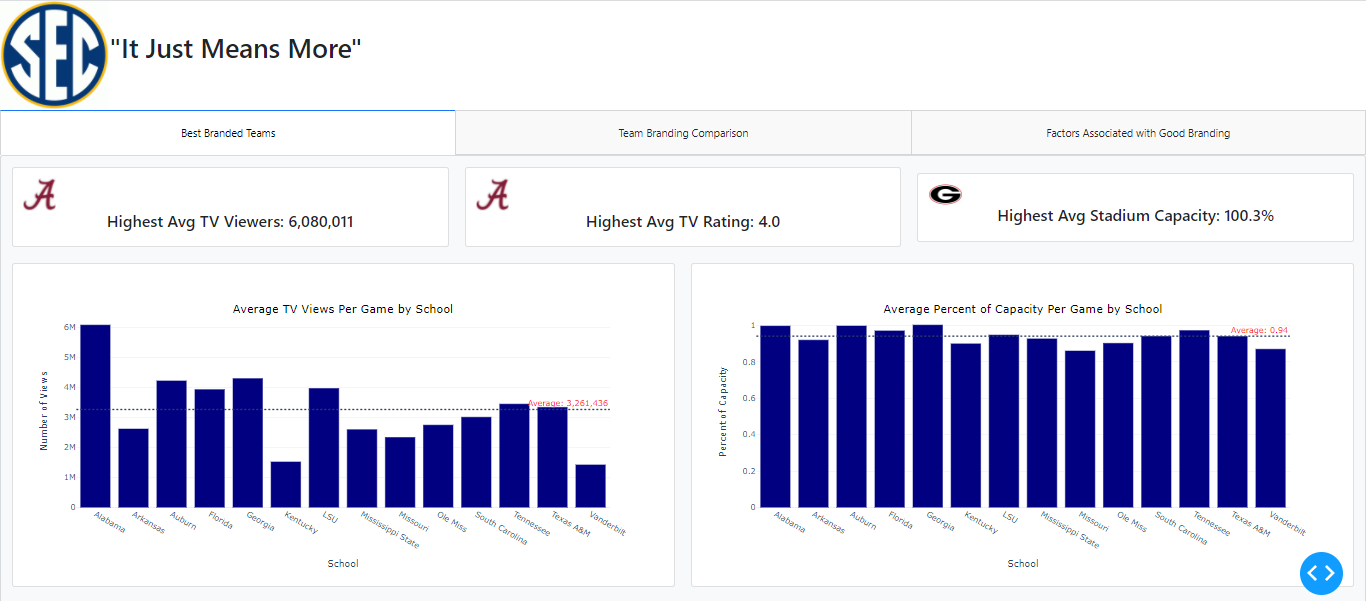 SEC
"It Just Means More"
Best Branded Teams
Team Branding Comparison
Factors Associated with Good Branding
A
Highest Avg TV Viewers: 6,080,011
A
Highest Avg TV Rating: 4.0
G
Highest Avg Stadium Capacity: 100.3%
Average TV Views Per Game by School
Number of Views
6M
5M
4M
3M
2M
1M
0
Average: 3,261,436
Alabama
Arkansas
Auburn
Florida
Georgia
Kentucky
LSU
Mississippi State
Missouri
Ole Miss
South Carolina
Tennessee
Texas A&M
Vanderbilt
School
Average Percent of Capacity Per Game by School
Percent of Capacity
1
0.8
0.6
0.4
0.2
0
Average: 0.94
Alabama
Arkansas
Auburn
Florida
Georgia
Kentucky
LSU
Mississippi State
Missouri
Ole Miss
South Carolina
Tennessee
Texas A&M
Vanderbilt
School